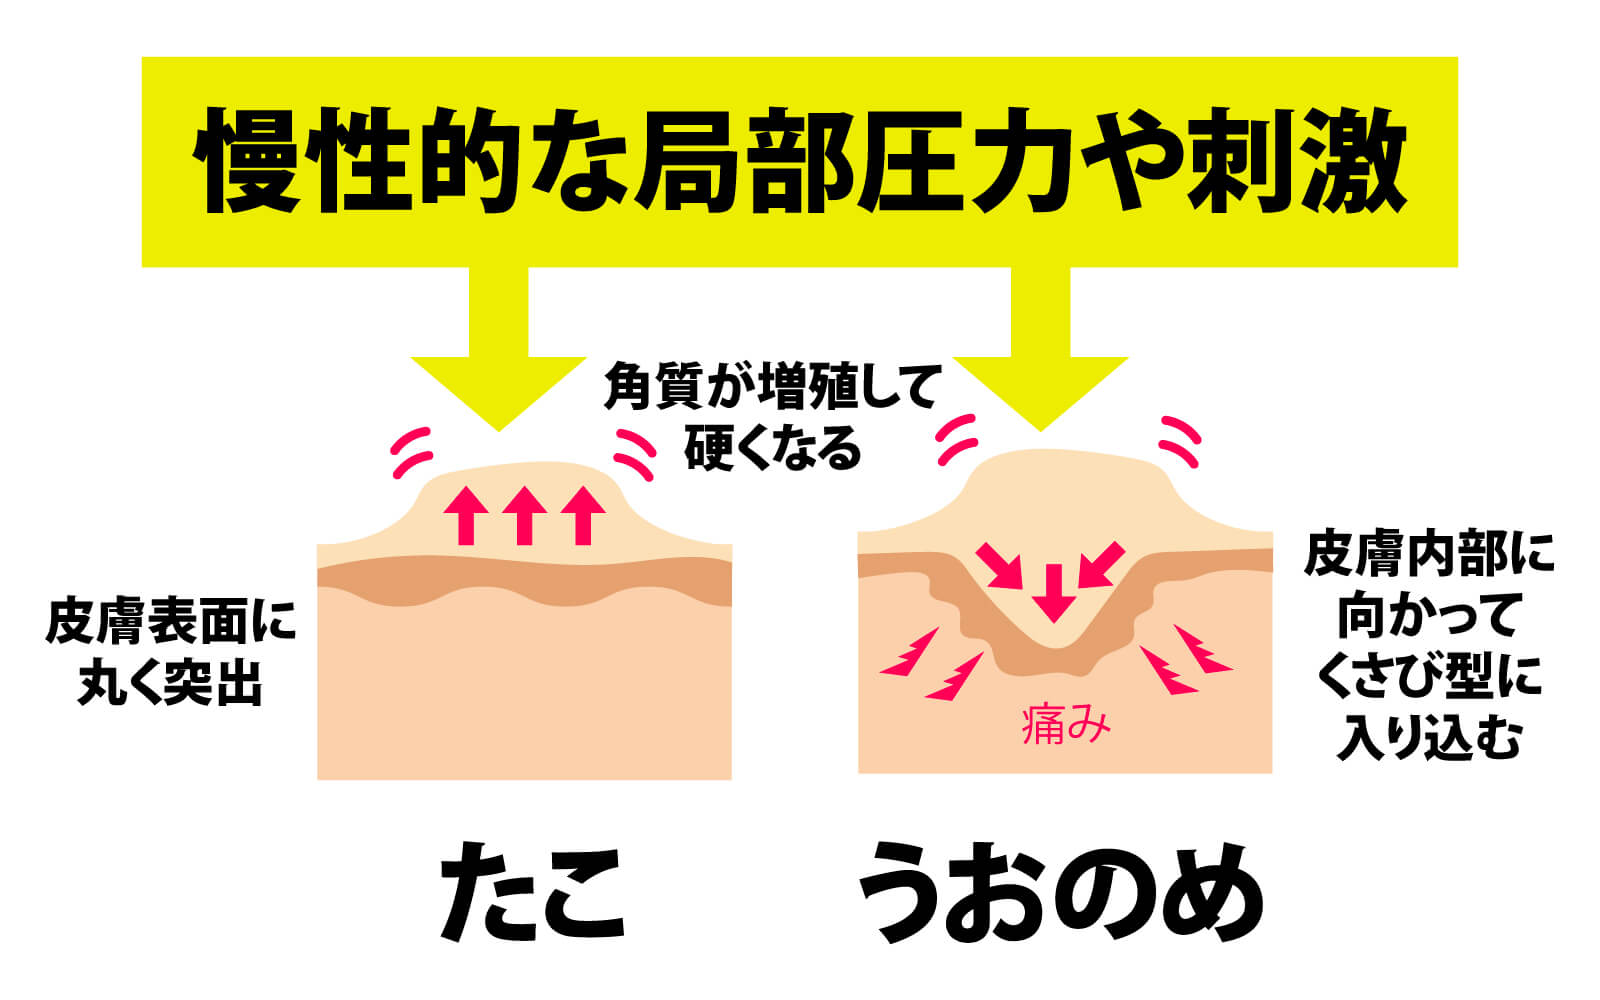 慢性的な局部圧力や刺激
角質が増殖して
硬くなる
皮膚表面に
丸く突出
皮膚内部に
向かって
くさび型に
入り込む
痛み
たこ
うおのめ